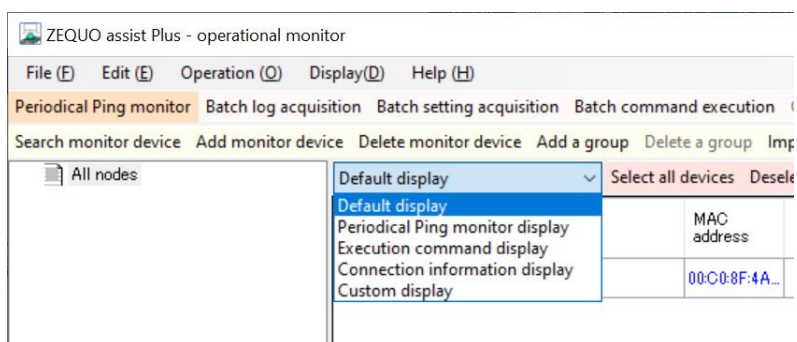 ZEQUO assist Plus - operational monitor
File (F) Edit (E) Operation (O) Display(D) Help (H)
Periodical Ping monitor Batch log acquisition Batch setting acquisition Batch command execution
Search monitor device Add monitor device Delete monitor device Add a group Delete a group Imp
All nodes
Default display Select all devices Desele
Default display
Periodical Ping monitor display
Execution command display
Connection information display
Custom display
MAC
address
00:C0:8F:4A...